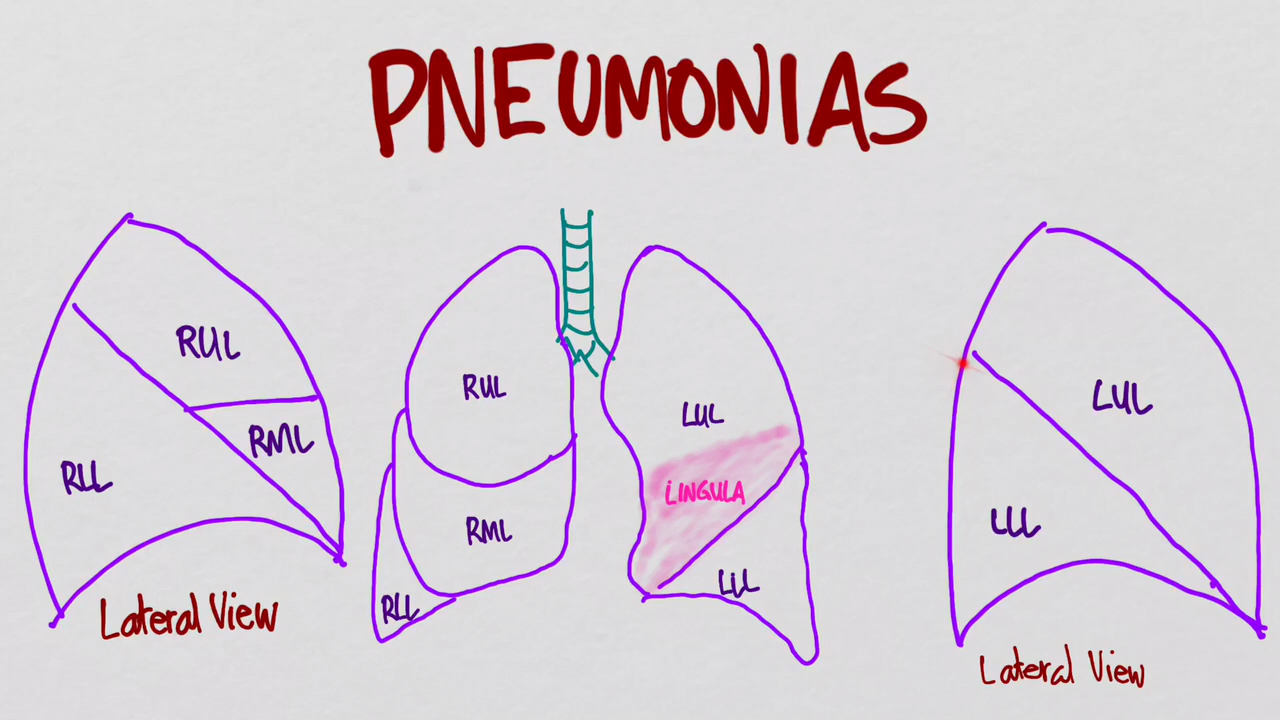 PNEUMONIAS
RUL
RML
RLL
Lateral View
RUL
RML
RLL
LUL
LINGULA
LLL
LUL
LLL
Lateral View